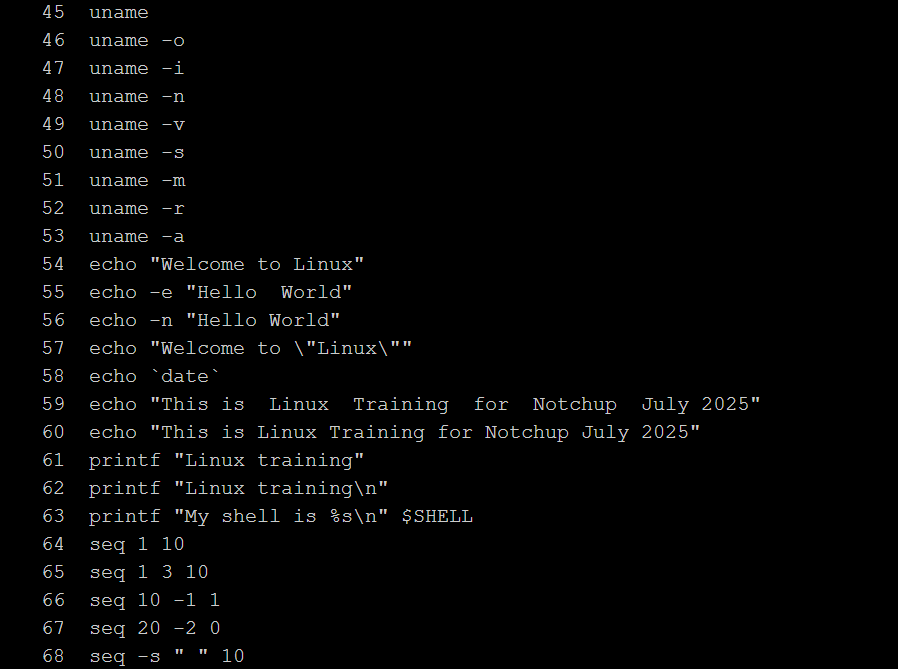 45  uname
46  uname -o
47  uname -i
48  uname -n
49  uname -v
50  uname -s
51  uname -m
52  uname -r
53  uname -a
54  echo "Welcome to Linux"
55  echo -e "Hello  World"
56  echo -n "Hello World"
57  echo "Welcome to \"Linux\""
58  echo `date`
59  echo "This is  Linux  Training  for  Notchup  July 2025"
60  echo "This is Linux Training for Notchup July 2025"
61  printf "Linux training"
62  printf "Linux training\n"
63  printf "My shell is %s\n" $SHELL
64  seq 1 10
65  seq 1 3 10
66  seq 10 -1 1
67  seq 20 -2 0
68  seq -s " " 10